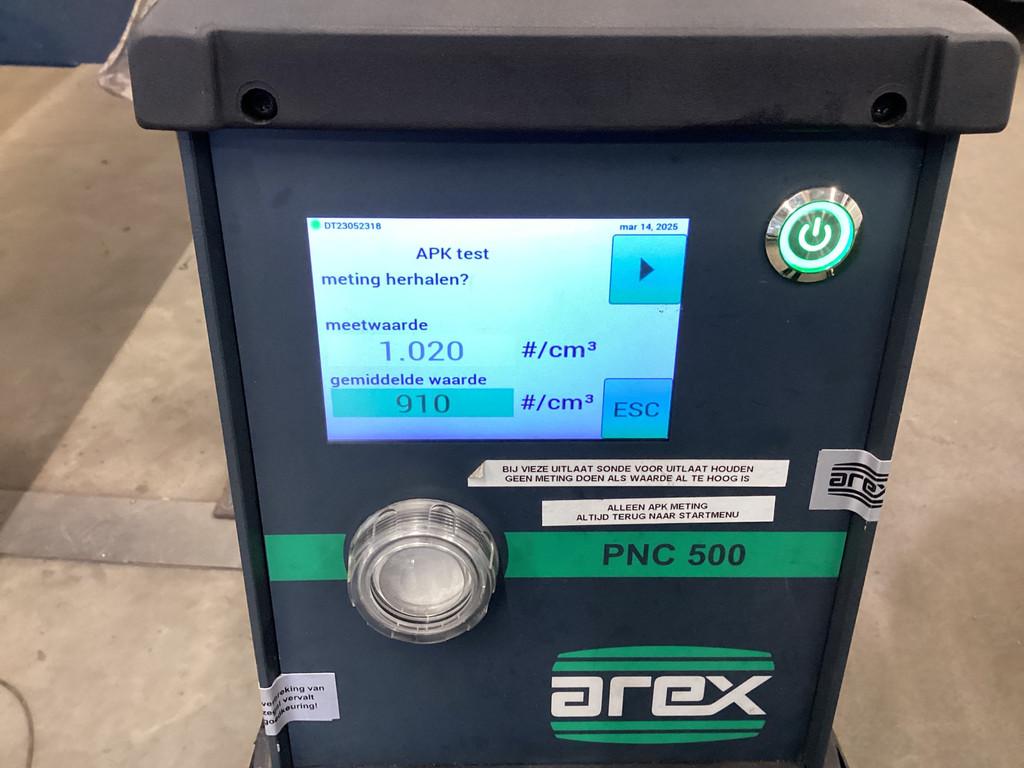 DT23052318
mar 14, 2025
APK test
meting herhalen?
meetwaarde
1.020 #/cm³
gemiddelde waarde
910 #/cm³
ESC
BIJ VIEZE UITLAAT SONDE VOOR UITLAAT HOUDEN
GEEN METING DOEN ALS WAARDE AL TE HOOG IS
arex
ALLEEN APK METING
ALTIJD TERUG NAAR STARTMENU
PNC 500
van
vervalt
arex